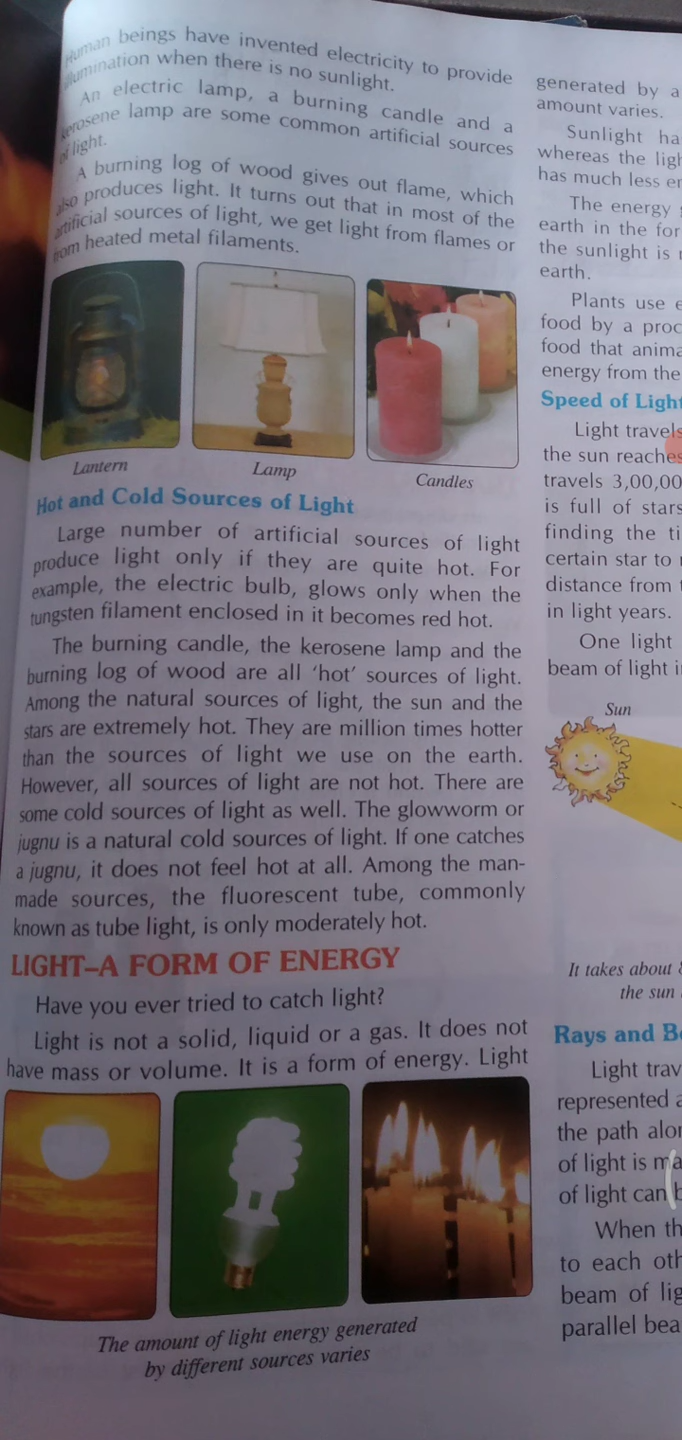 Human beings have invented electricity to provide
illumination when there is no sunlight.
An electric lamp, a burning candle and a
kerosene lamp are some common artificial sources
of light.
A burning log of wood gives out flame, which
also produces light. It turns out that in most of the
artificial sources of light, we get light from flames or
from heated metal filaments.
Lantern
Lamp
Candles
Hot and Cold Sources of Light
Large number of artificial sources of light
produce light only if they are quite hot. For
example, the electric bulb, glows only when the
tungsten filament enclosed in it becomes red hot.
The burning candle, the kerosene lamp and the
burning log of wood are all ‘hot’ sources of light.
Among the natural sources of light, the sun and the
stars are extremely hot. They are million times hotter
than the sources of light we use on the earth.
However, all sources of light are not hot. There are
some cold sources of light as well. The glowworm or
jugnu is a natural cold sources of light. If one catches
a jugnu, it does not feel hot at all. Among the man-
made sources, the fluorescent tube, commonly
known as tube light, is only moderately hot.
LIGHT–A FORM OF ENERGY
Have you ever tried to catch light?
Light is not a solid, liquid or a gas. It does not
have mass or volume. It is a form of energy. Light
The amount of light energy generated
by different sources varies
generated by a
amount varies.
Sunlight ha
whereas the ligh
has much less en
The energy
earth in the for
the sunlight is
earth.
Plants use e
food by a proc
food that anima
energy from the
Speed of Light
Light travels
the sun reaches
travels 3,00,00
is full of stars
finding the ti
certain star to
distance from
in light years.
One light
beam of light i
Sun
It takes about 8
the sun
Rays and Be
Light trav
represented a
the path alon
of light is ma
of light can b
When th
to each oth
beam of lig
parallel bea